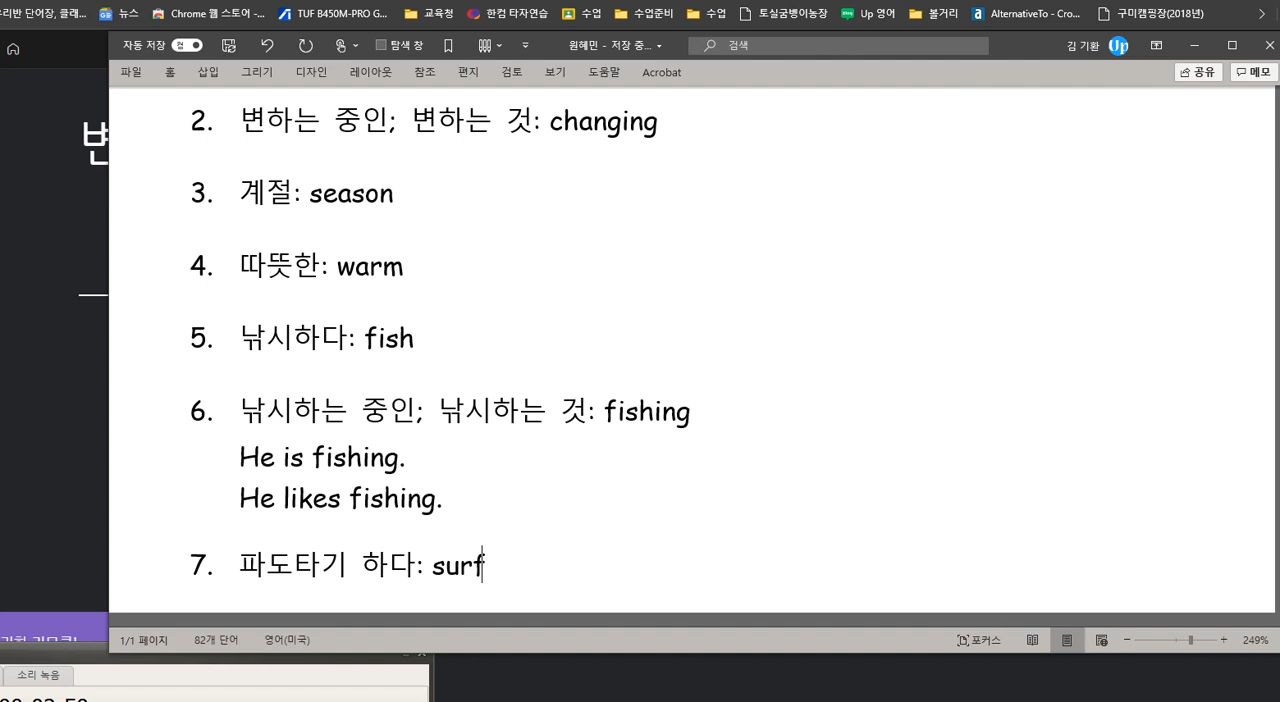 우리반 단어장, 클래... 뉴스 Chrome 웹 스토어 -... TUF B450M-PRO G... 교육청 한컴 타자연습 수업 수업준비 수접 토실굼벵이농장 Up 영어 볼거리 AlternativeTo - Cro... 구미캠핑장(2018년)
자동 저장 탐색 창 원혜민 - 저장 중... 검색 김 기환 Up
파일 홈 삽입 그리기 디자인 레이아웃 참조 편지 검토 보기 도움말 Acrobat 공유 메모
2. 변하는 중인; 변하는 것: changing
3. 계절: season
4. 따뜻한: warm
5. 낚시하다: fish
6. 낚시하는 중인; 낚시하는 것: fishing
He is fishing.
He likes fishing.
7. 파도타기 하다: surf
1/1 페이지 82개 단어 영어(미국) 포커스 249%
소리 녹음